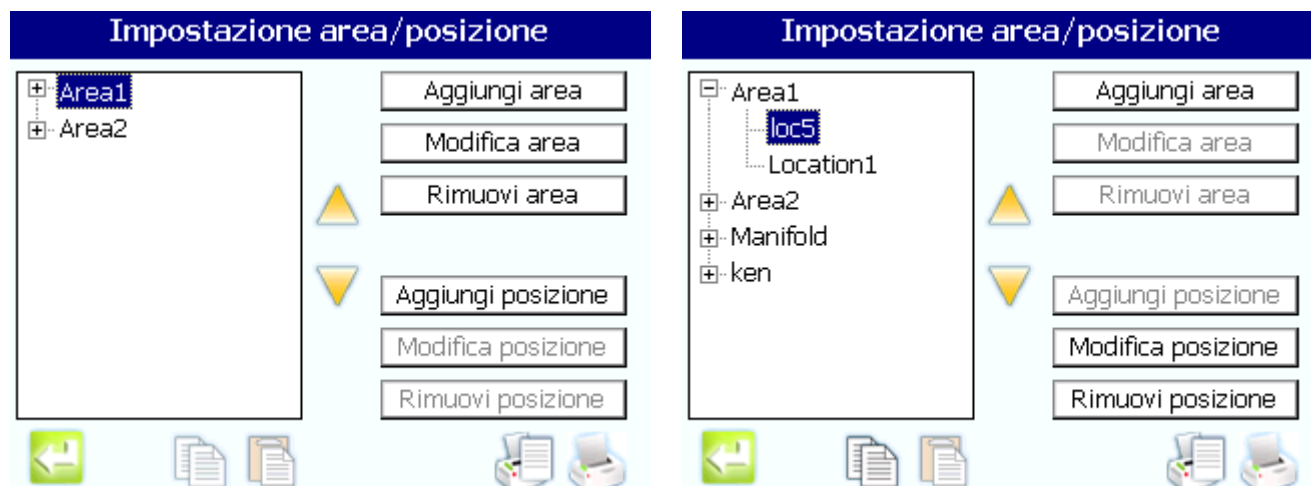 Impostazione area/posizione
Area1
Area2
Aggiungi area
Modifica area
Rimuovi area
Aggiungi posizione
Modifica posizione
Rimuovi posizione
Impostazione area/posizione
Area1
loc5
Location1
Area2
Manifold
ken
Aggiungi area
Modifica area
Rimuovi area
Aggiungi posizione
Modifica posizione
Rimuovi posizione